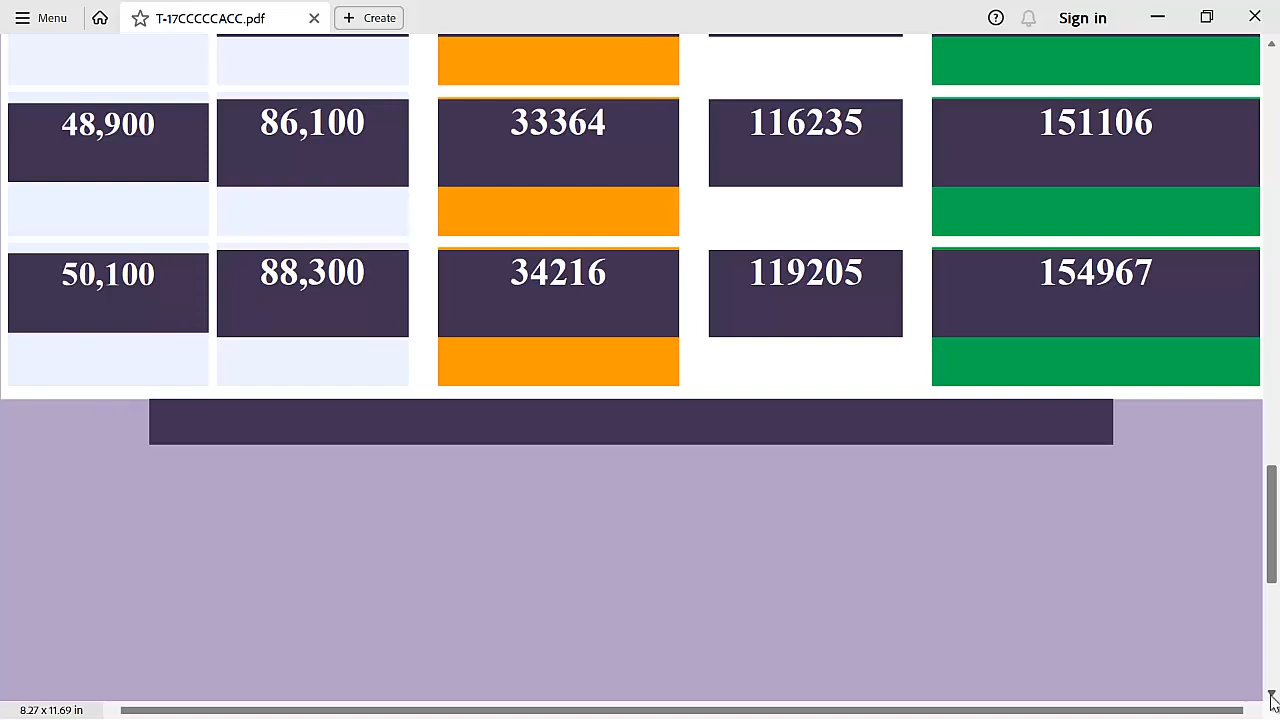 Menu
T-17CCCCCACC.pdf
Create
Sign in
48,900 86,100 33364 116235 151106
50,100 88,300 34216 119205 154967
8.27 x 11.69 in